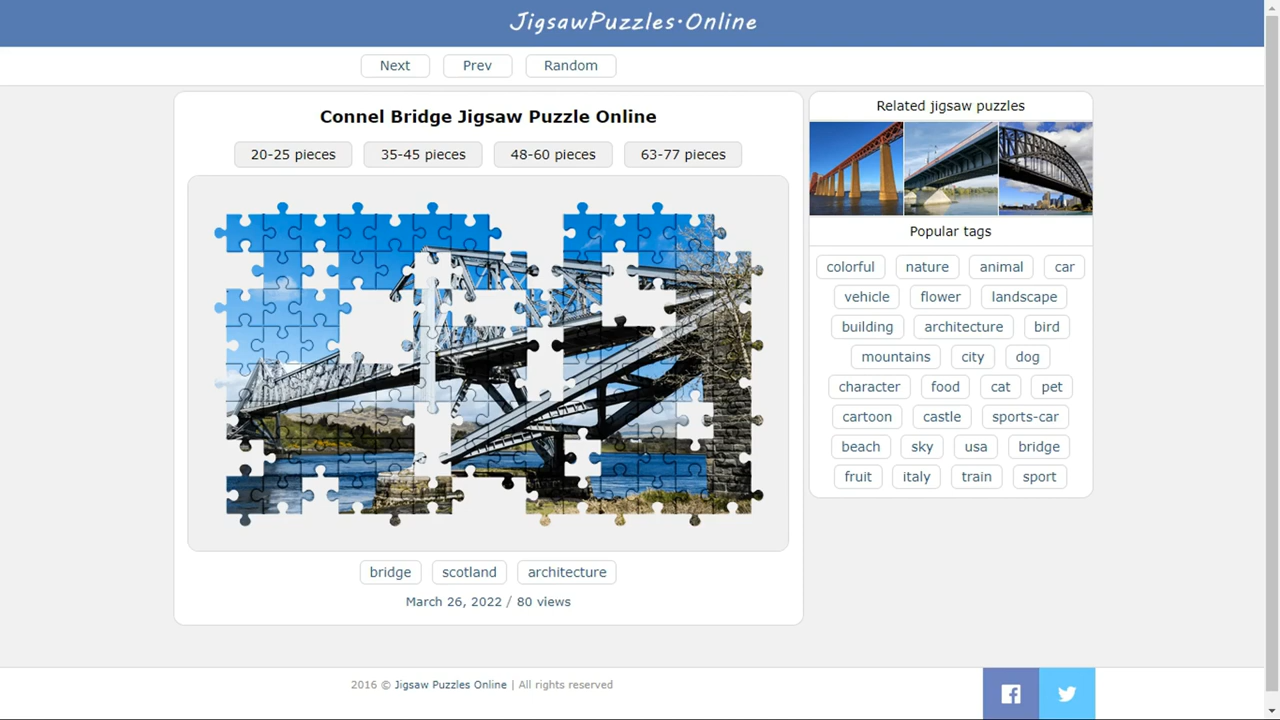 JigsawPuzzles·Online
Next Prev Random
Connel Bridge Jigsaw Puzzle Online
20-25 pieces 35-45 pieces 48-60 pieces 63-77 pieces
bridge scotland architecture
March 26, 2022 / 80 views
Related jigsaw puzzles
Popular tags
colorful nature animal car
vehicle flower landscape
building architecture bird
mountains city dog
character food cat pet
cartoon castle sports-car
beach sky usa bridge
fruit italy train sport
2016 © Jigsaw Puzzles Online | All rights reserved